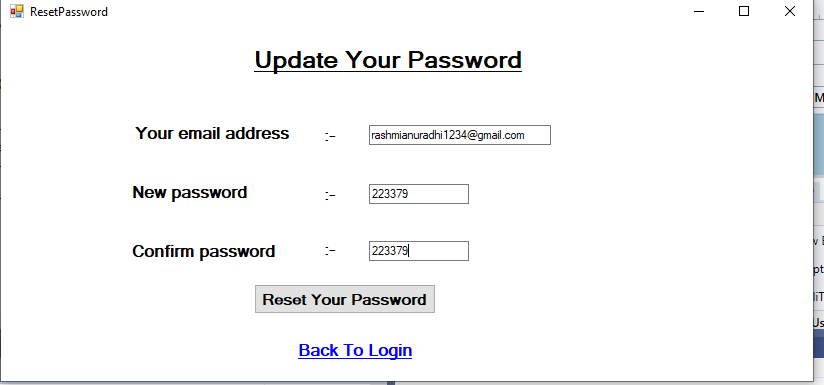 ResetPassword
Update Your Password
Your email address :- rashmianuradhi1234@gmail.com
New password :- 223379
Confirm password :- 223379
Reset Your Password
Back To Login
M